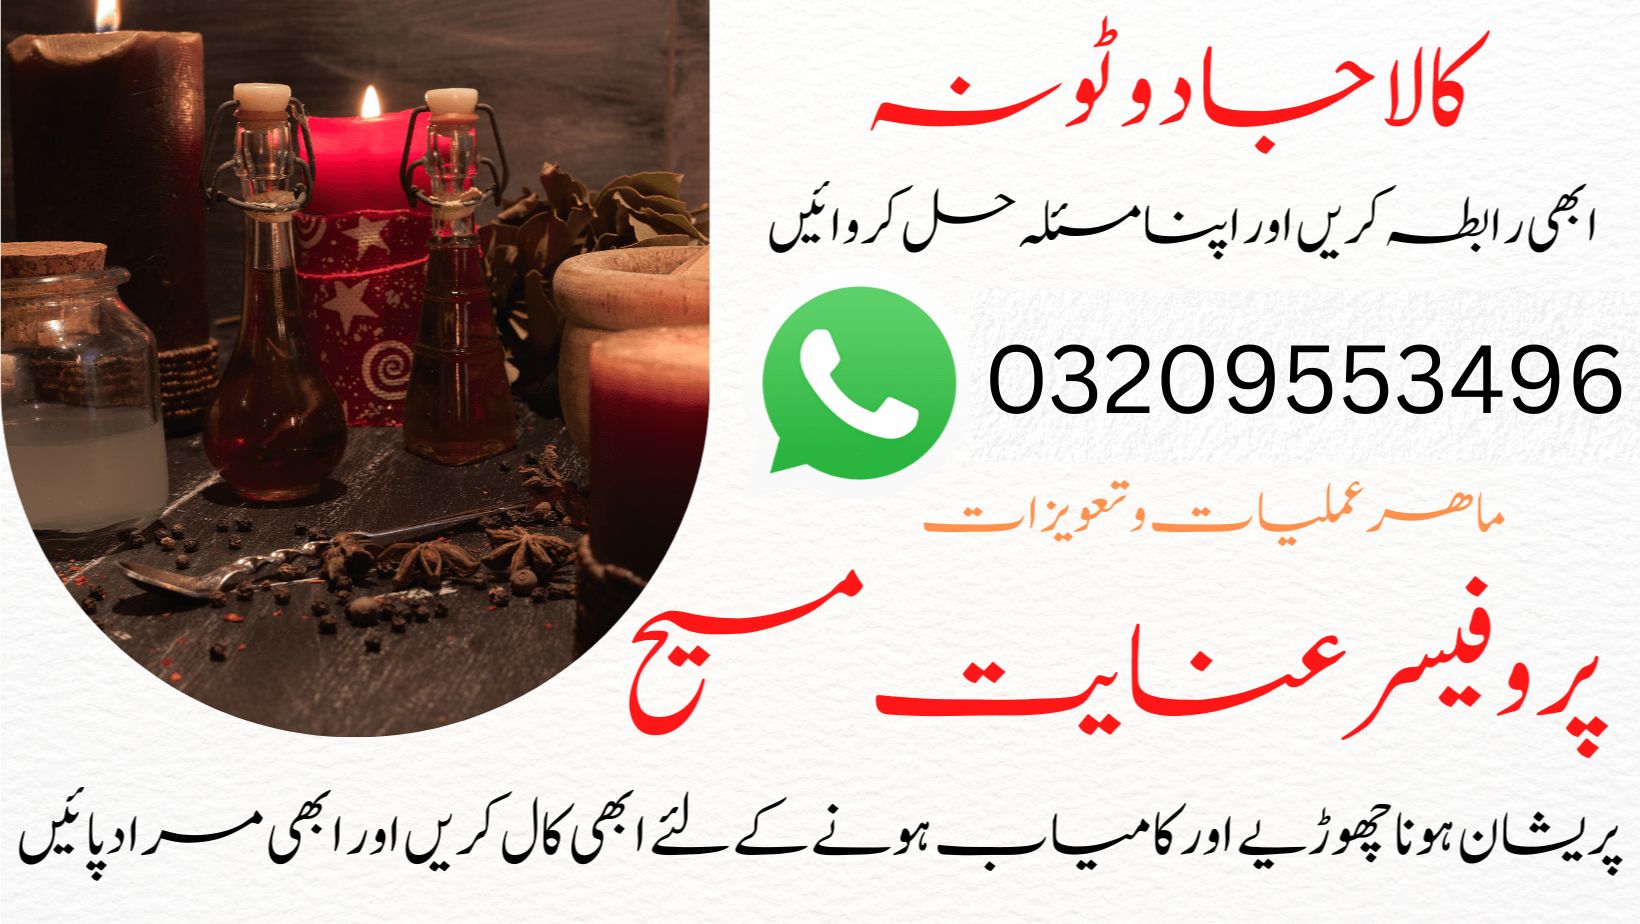 کالا جادو ٹونہ
ابھی رابطہ کریں اور اپنا مسئلہ حل کروائیں
03209553496
ماھر عملیات و تعویزات
پروفیسر عنایت مسیح
پریشان ہونا چھوڑیے اور کامیاب ہونے کے لئے ابھی کال کریں اور ابھی مراد پائیں